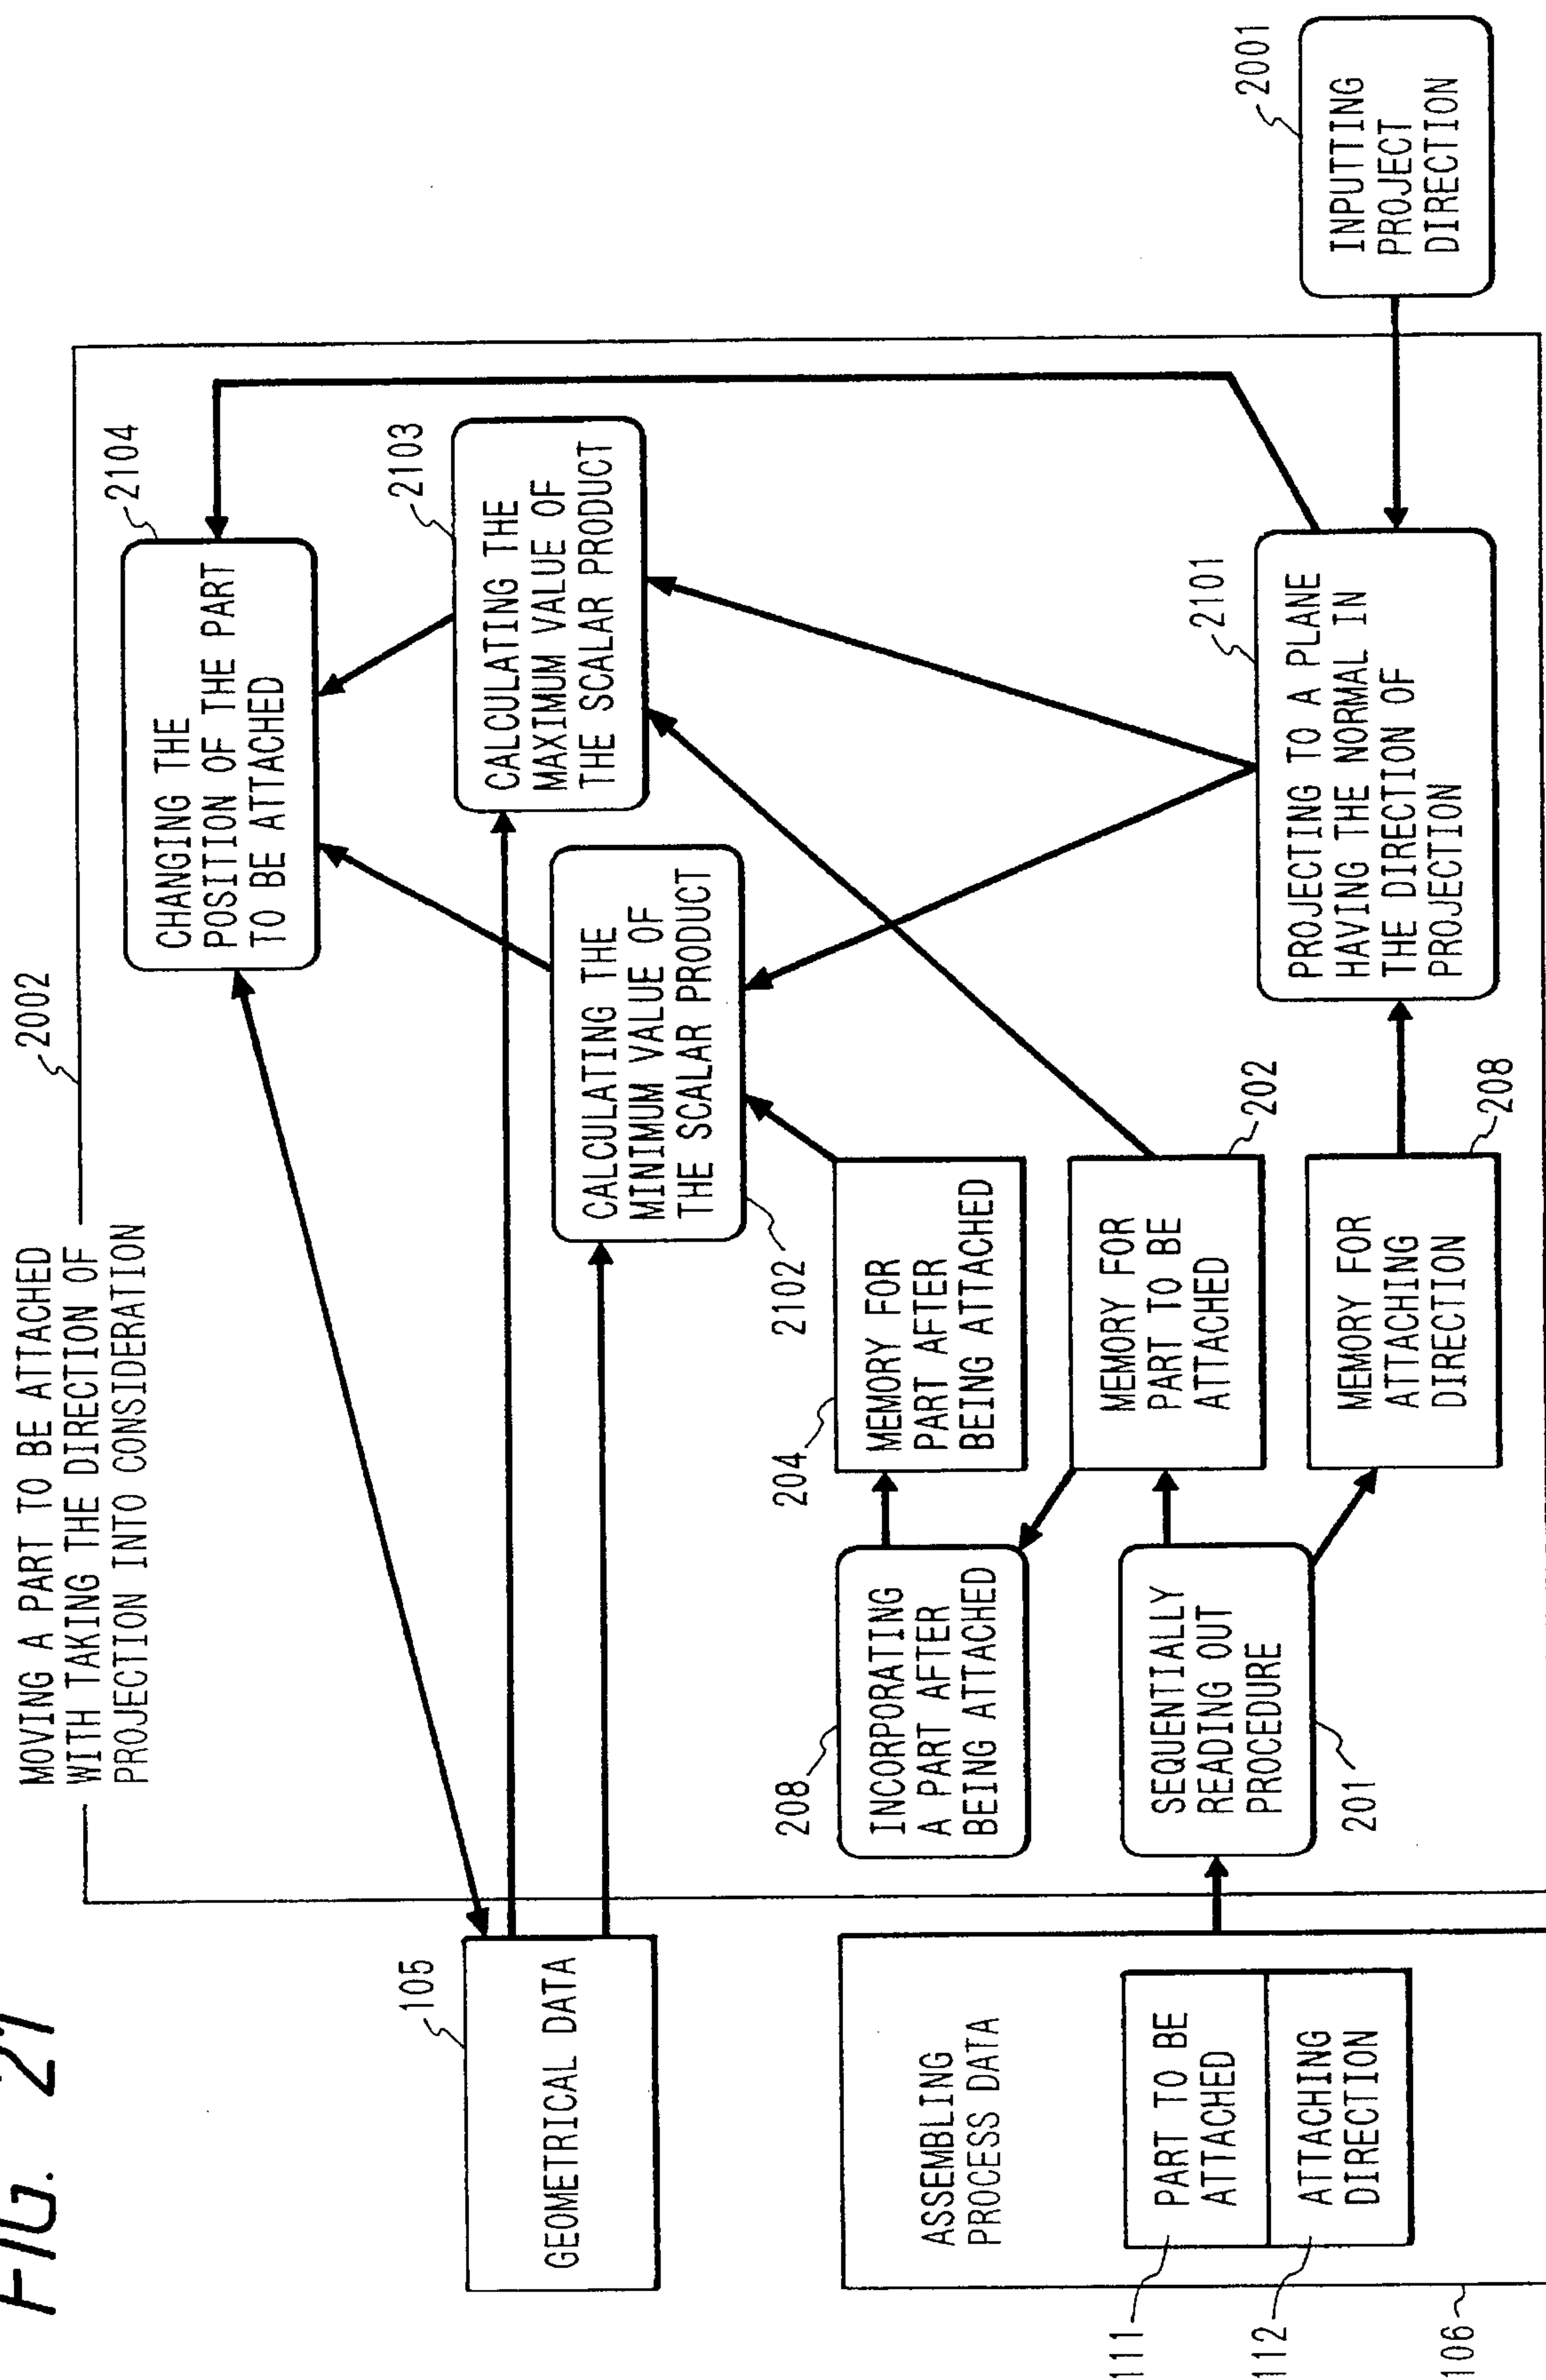 FIG. 21
MOVING A PART TO BE ATTACHED
WITH TAKING THE DIRECTION OF
PROJECTION INTO CONSIDERATION
2002
105
GEOMETRICAL DATA
CHANGING THE
POSITION OF THE PART
TO BE ATTACHED
2104
CALCULATING THE
MAXIMUM VALUE OF
THE SCALAR PRODUCT
2103
CALCULATING THE
MINIMUM VALUE OF
THE SCALAR PRODUCT
2102
ASSEMBLING
PROCESS DATA
111
PART TO BE
ATTACHED
112
ATTACHING
DIRECTION
106
208
INCORPORATING
A PART AFTER
BEING ATTACHED
204
MEMORY FOR
PART AFTER
BEING ATTACHED
SEQUENTIALLY
READING OUT
PROCEDURE
201
MEMORY FOR
PART TO BE
ATTACHED
202
MEMORY FOR
ATTACHING
DIRECTION
208
PROJECTING TO A PLANE
HAVING THE NORMAL IN
THE DIRECTION OF
PROJECTION
2101
INPUTTING
PROJECT
DIRECTION
2001